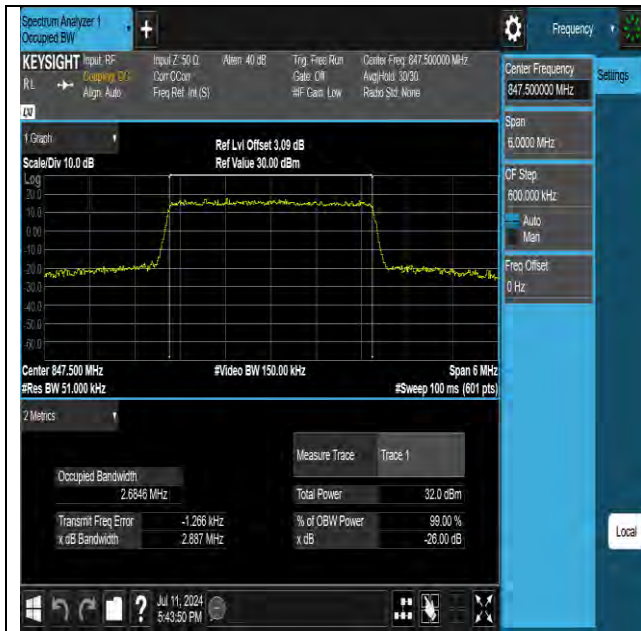 Spectrum Analyzer 1
Occupied BW
+
Frequency
KEYSIGHT
RL
Input: RF
Coupling: DC
Align: Auto
Input Z: 50 Ω
Corr CCorr
Freq Ref: Int (S)
Atten: 40 dB
Trig: Free Run
Gate: Off
#IF Gain: Low
Center Freq: 847.500000 MHz
Avg|Hold: 30/30
Radio Std: None
Center Frequency
847.500000 MHz
Settings
Span
6.0000 MHz
CF Step
600.000 kHz
Auto
Man
Freq Offset
0 Hz
1 Graph
Scale/Div 10.0 dB
Ref Lvl Offset 3.09 dB
Ref Value 30.00 dBm
Log
20.0
10.0
0.00
-10.0
-20.0
-30.0
-40.0
-50.0
-60.0
Center 847.500 MHz
#Video BW 150.00 kHz
Span 6 MHz
#Res BW 51.000 kHz
#Sweep 100 ms (601 pts)
2 Metrics
Measure Trace
Trace 1
Occupied Bandwidth
2.6846 MHz
Total Power
32.0 dBm
Transmit Freq Error
-1.266 kHz
% of OBW Power
99.00 %
x dB Bandwidth
2.887 MHz
x dB
-26.00 dB
Local
?
Jul 11, 2024
5:43:50 PM